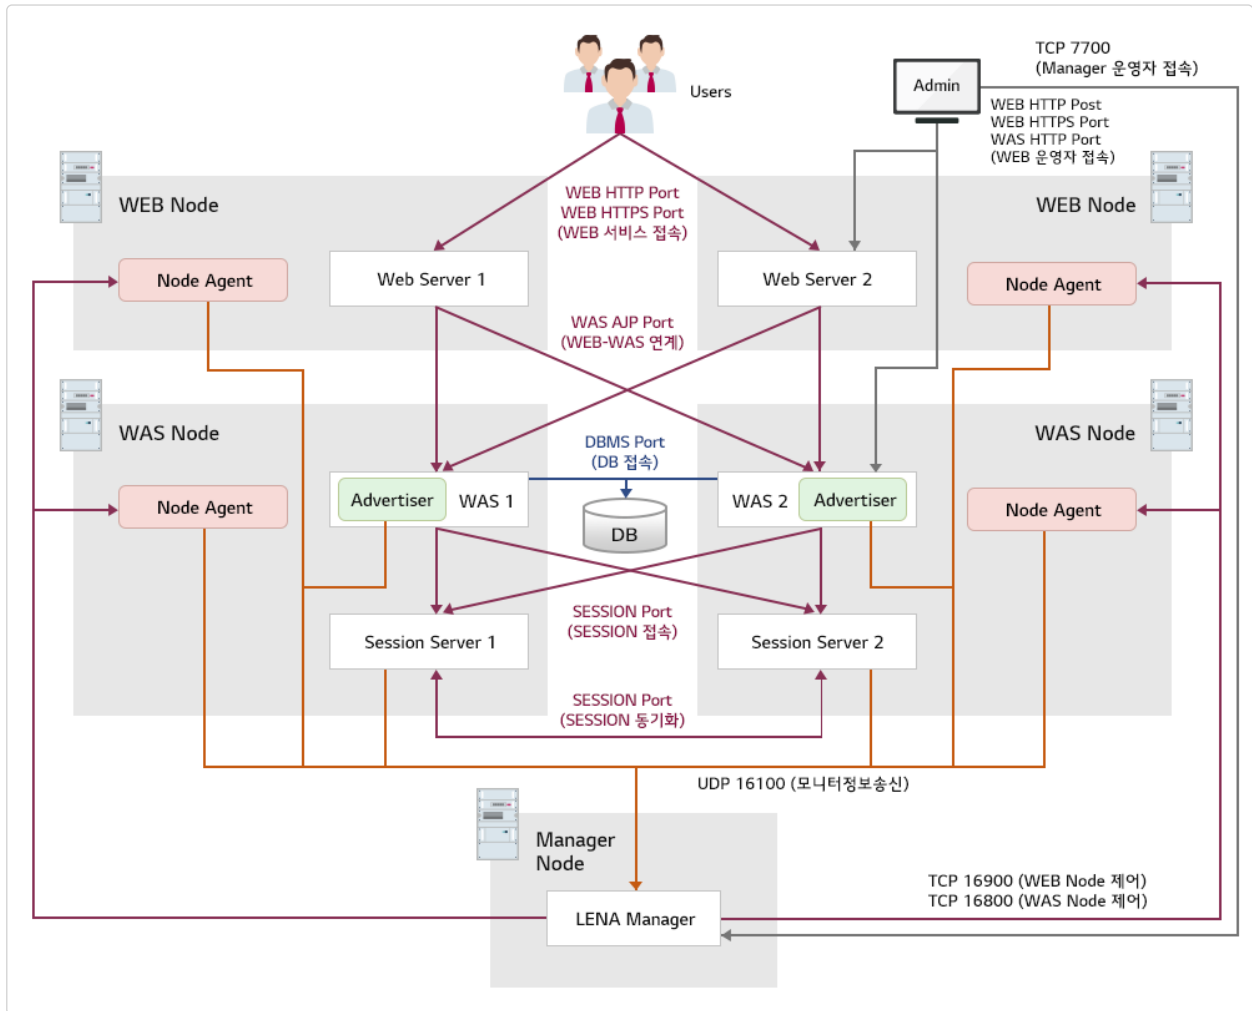 TCP 7700
(Manager 운영자 접속)
Users
Admin
WEB HTTP Post
WEB HTTPS Port
WAS HTTP Port
(WEB 운영자 접속)
WEB Node
WEB HTTP Port
WEB HTTPS Port
(WEB 서비스 접속)
WEB Node
Node Agent
Web Server 1
Web Server 2
Node Agent
WAS AJP Port
(WEB-WAS 연계)
WAS Node
WAS Node
DBMS Port
(DB 접속)
Node Agent
Advertiser
WAS 1
WAS 2
Advertiser
Node Agent
DB
SESSION Port
(SESSION 접속)
Session Server 1
Session Server 2
SESSION Port
(SESSION 동기화)
UDP 16100 (모니터정보송신)
Manager
Node
TCP 16900 (WEB Node 제어)
TCP 16800 (WAS Node 제어)
LENA Manager